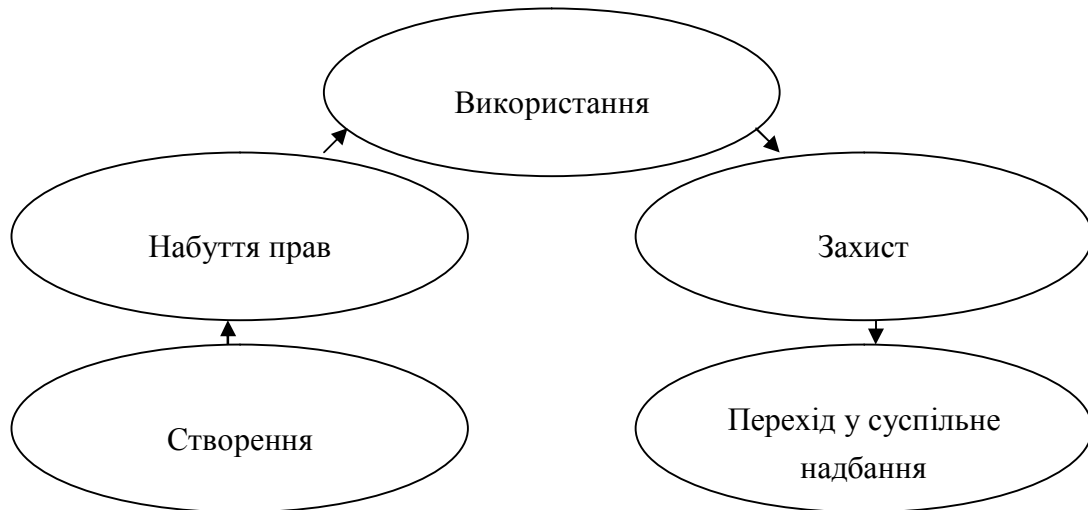 Використання
Набуття прав
Захист
Створення
Перехід у суспільне
надбання